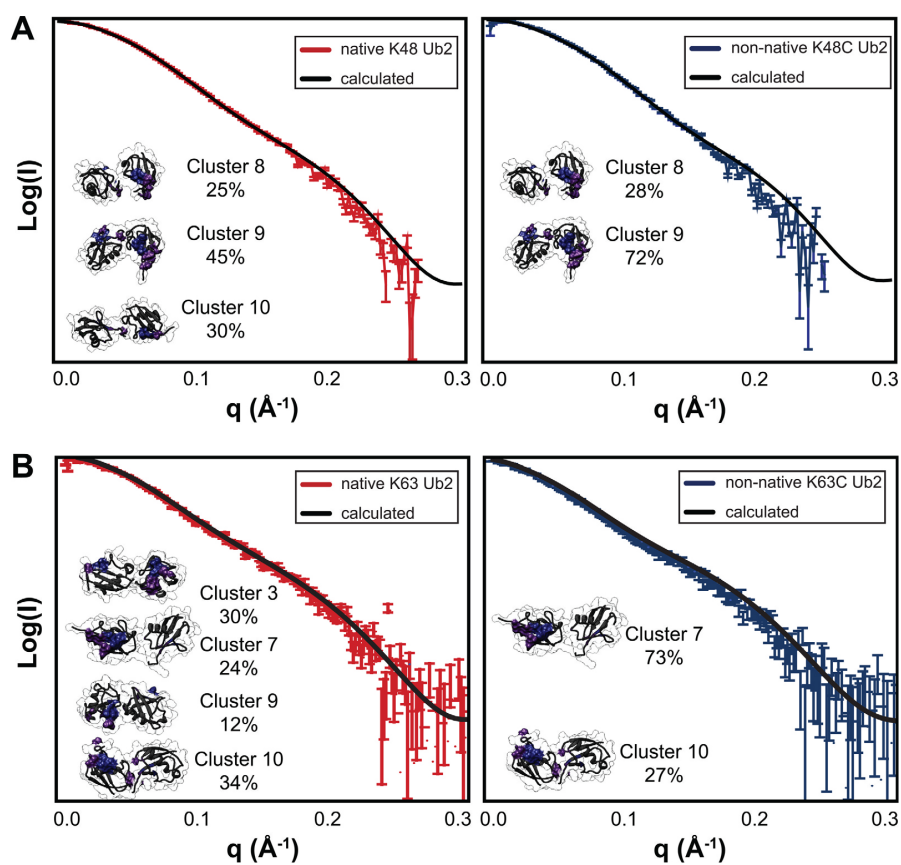 A
native K48 Ub2
calculated
Cluster 8
25%
Cluster 9
45%
Cluster 10
30%
Log(I)
0.0 0.1 0.2 0.3
q (Å⁻¹)
non-native K48C Ub2
calculated
Cluster 8
28%
Cluster 9
72%
0.0 0.1 0.2 0.3
q (Å⁻¹)
B
native K63 Ub2
calculated
Cluster 3
30%
Cluster 7
24%
Cluster 9
12%
Cluster 10
34%
Log(I)
0.0 0.1 0.2 0.3
q (Å⁻¹)
non-native K63C Ub2
calculated
Cluster 7
73%
Cluster 10
27%
0.0 0.1 0.2 0.3
q (Å⁻¹)